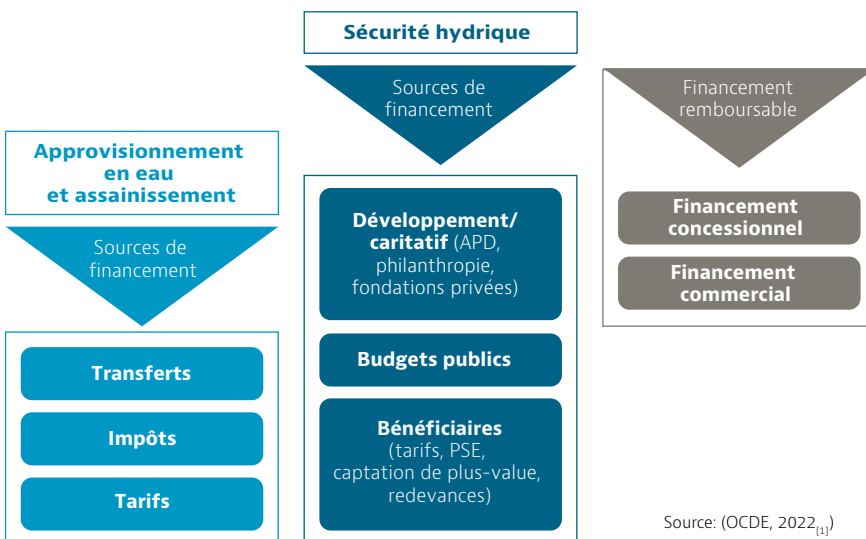 Approvisionnement
en eau
et assainissement
Sources de
financement
Transferts
Impôts
Tarifs
Sécurité hydrique
Sources de
financement
Développement/
caritatif (APD,
philanthropie,
fondations privées)
Budgets publics
Bénéficiaires
(tarifs, PSE,
captation de plus-value,
redevances)
Financement
remboursable
Financement
concessionnel
Financement
commercial
Source: (OCDE, 2022[1])